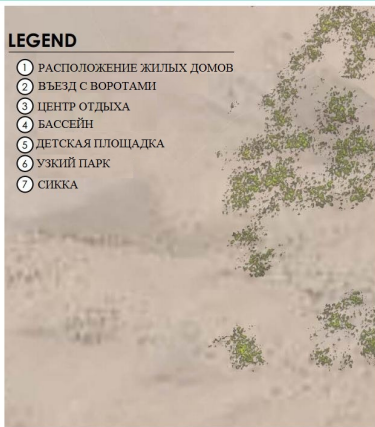 LEGEND
1 РАСПОЛОЖЕНИЕ ЖИЛЫХ ДОМОВ
2 ВЪЕЗД С ВОРОТАМИ
3 ЦЕНТР ОТДЫХА
4 БАССЕЙН
5 ДЕТСКАЯ ПЛОЩАДКА
6 УЗКИЙ ПАРК
7 СИККА